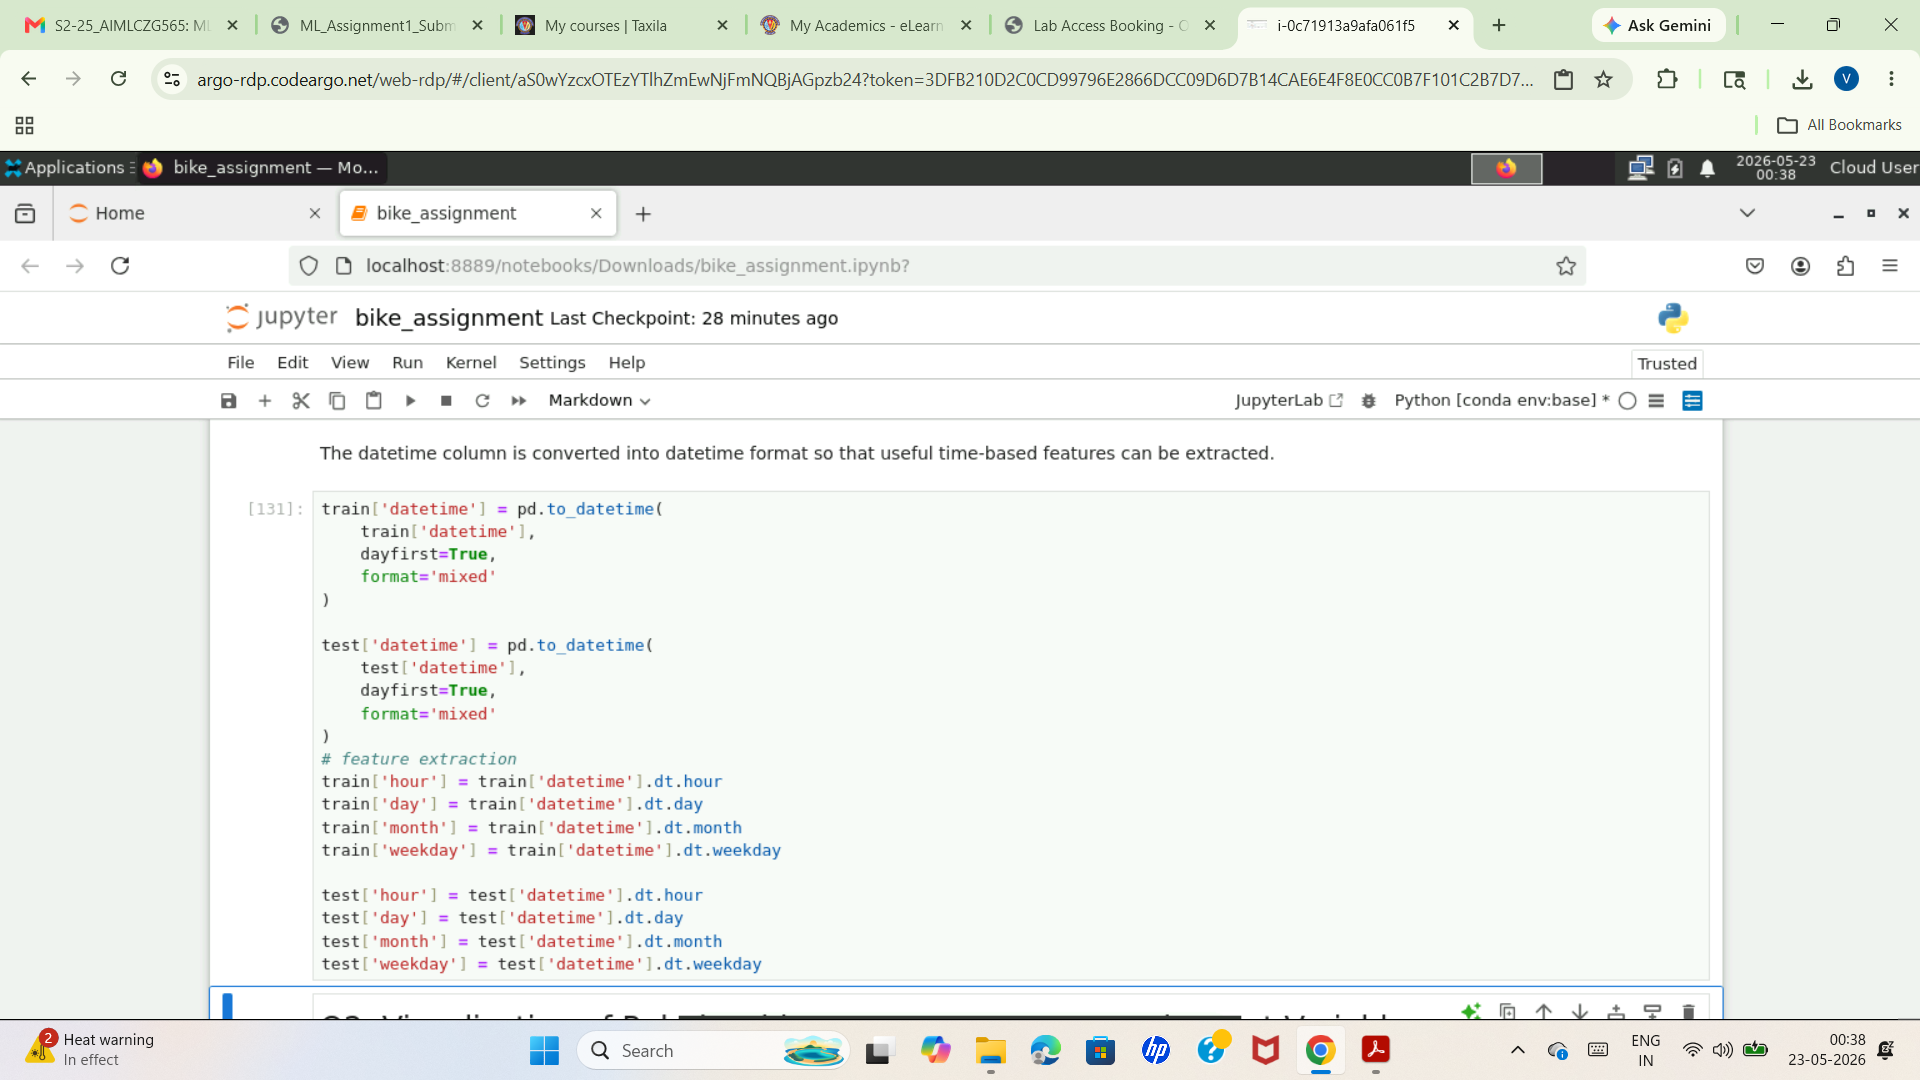 S2-25_AIMLCZG565: ML
ML_Assignment1_Subm
My courses | Taxila
My Academics - eLearn
Lab Access Booking - O
i-0c71913a9afa061f5
Ask Gemini
argo-rdp.codeargo.net/web-rdp/#/client/aS0wYzcxOTEzYTlhZmEwNjFmNQBjAGpzb24?token=3DFB210D2C0CD99796E2866DCC09D6D7B14CAE6E4F8E0CC0B7F101C2B7D7...
V
All Bookmarks
Applications
bike_assignment — Mo...
2026-05-23
00:38
Cloud User
Home
bike_assignment
localhost:8889/notebooks/Downloads/bike_assignment.ipynb?
jupyter bike_assignment Last Checkpoint: 28 minutes ago
File Edit View Run Kernel Settings Help
Trusted
Markdown
JupyterLab
Python [conda env:base] *
The datetime column is converted into datetime format so that useful time-based features can be extracted.
[131]:
train['datetime'] = pd.to_datetime(
    train['datetime'],
    dayfirst=True,
    format='mixed'
)
test['datetime'] = pd.to_datetime(
    test['datetime'],
    dayfirst=True,
    format='mixed'
)
# feature extraction
train['hour'] = train['datetime'].dt.hour
train['day'] = train['datetime'].dt.day
train['month'] = train['datetime'].dt.month
train['weekday'] = train['datetime'].dt.weekday
test['hour'] = test['datetime'].dt.hour
test['day'] = test['datetime'].dt.day
test['month'] = test['datetime'].dt.month
test['weekday'] = test['datetime'].dt.weekday
2
Heat warning
In effect
Search
ENG
IN
00:38
23-05-2026